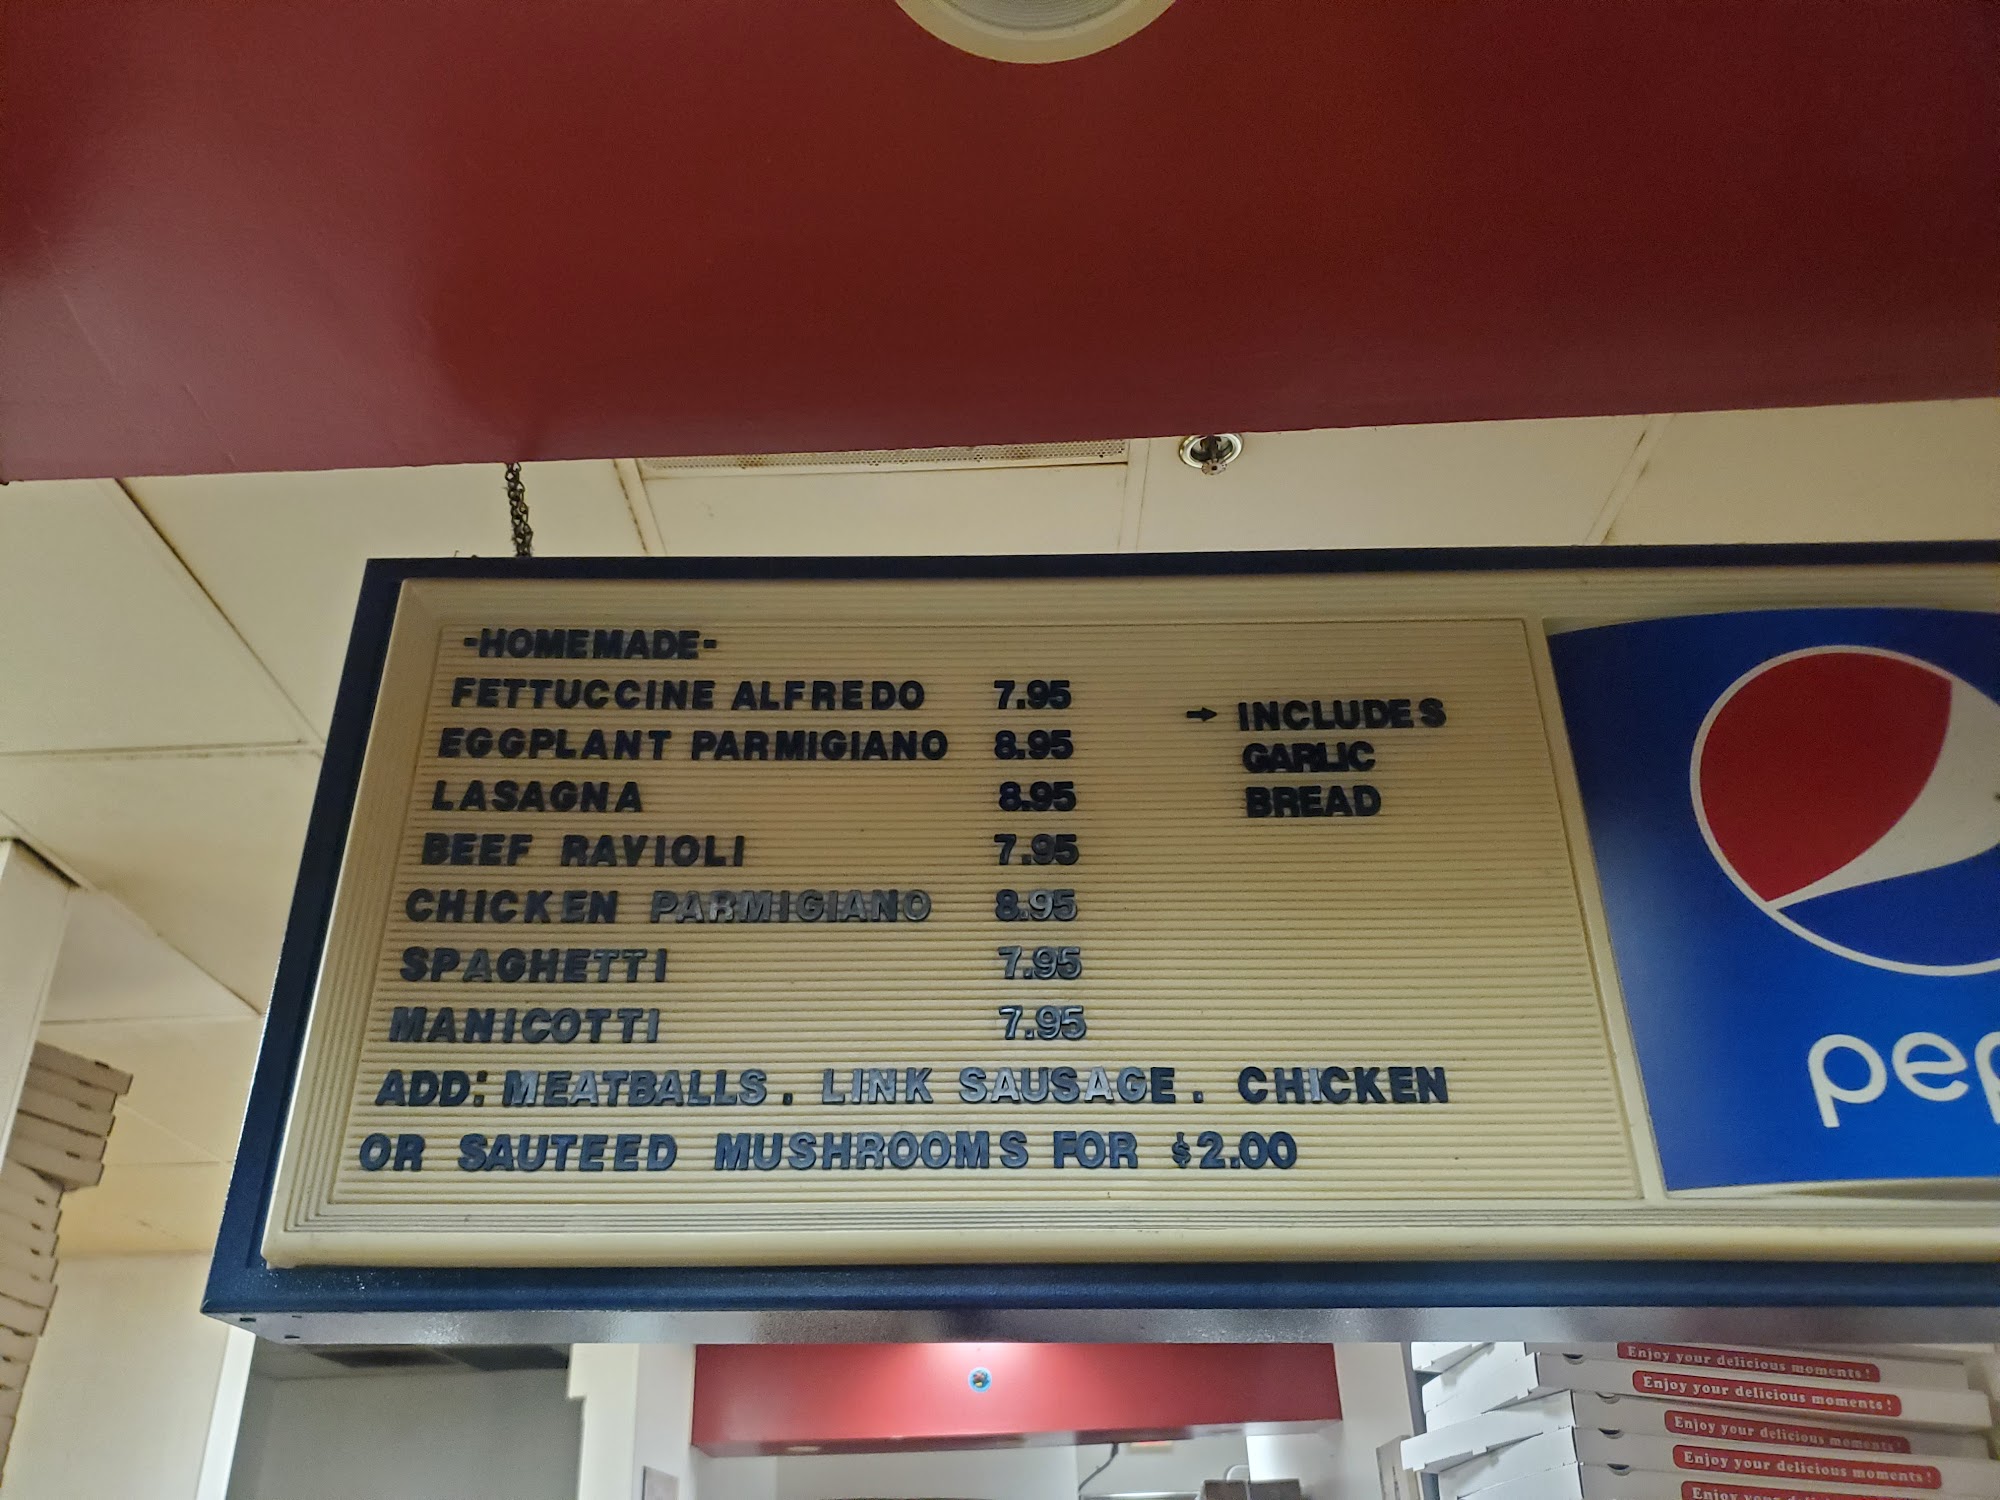 -HOMEMADE-
FETTUCCINE ALFREDO 7.95
EGGPLANT PARMIGIANO 8.95
LASAGNA 8.95
BEEF RAVIOLI 7.95
CHICKEN PARMIGIANO 8.95
SPAGHETTI 7.95
MANICOTTI 7.95
ADD: MEATBALLS. LINK SAUSAGE. CHICKEN
OR SAUTEED MUSHROOMS FOR $2.00
→ INCLUDES
GARLIC
BREAD
pep
Enjoy your delicious moments!
Enjoy your delicious moments!
Enjoy your delicious moments!
Enjoy your delicious moments!
Enjoy your delicious moments!